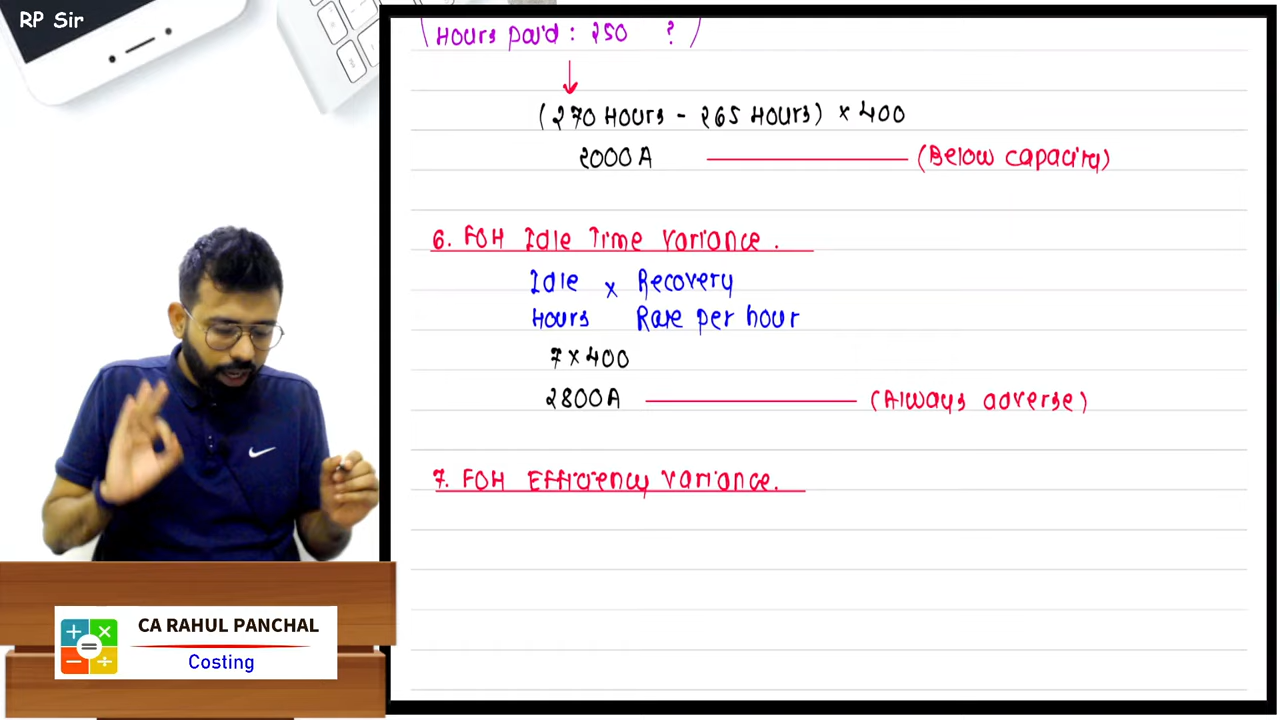 RP Sir
(Hours paid : 250 ?)
(270 Hours - 265 Hours) × 400
2000 A (Below capacity)
6. FOH Idle Time Variance.
Idle × Recovery
Hours Rate per hour
7 × 400
2800 A (Always adverse)
7. FOH Efficiency Variance.
CA RAHUL PANCHAL
Costing